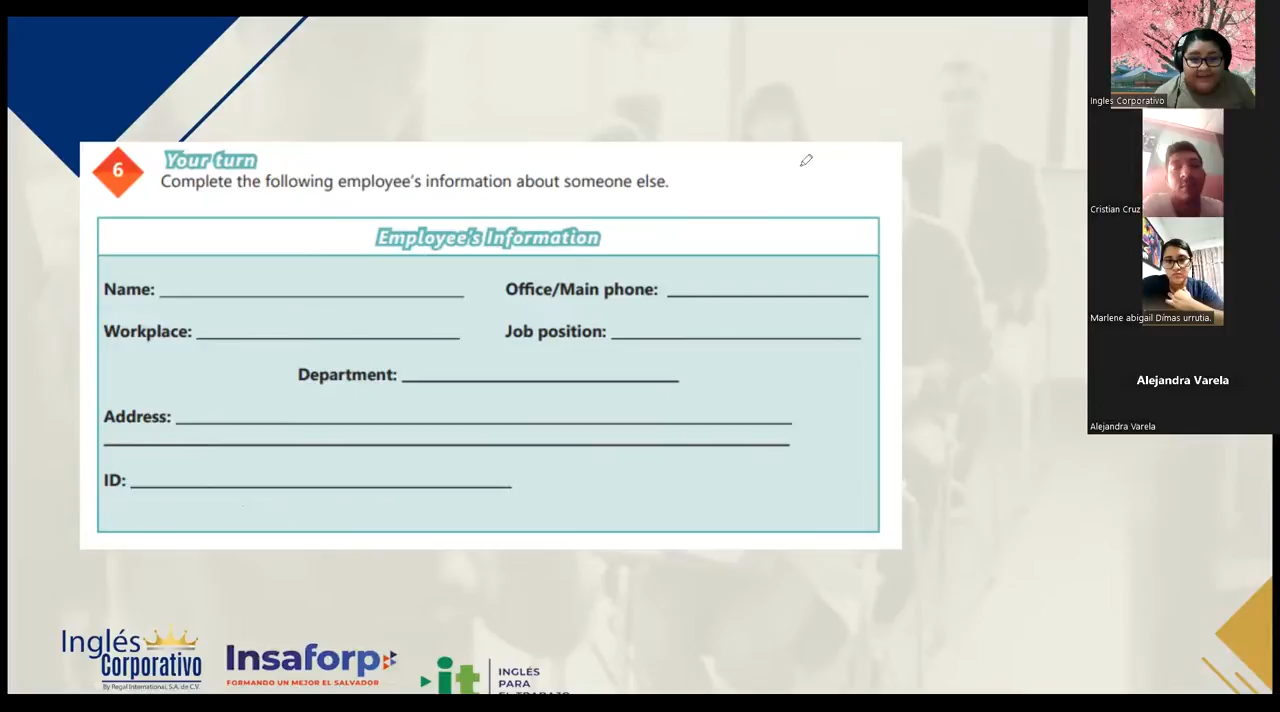 6
Your turn
Complete the following employee's information about someone else.
Employee's Information
Name:
Office/Main phone:
Workplace:
Job position:
Department:
Address:
ID:
Inglés
Corporativo
By Regal International, S.A. de C.V.
Insaforp
FORMANDO UN MEJOR EL SALVADOR
it
INGLÉS
PARA
EL TRABAJO
Ingles Corporativo
Cristian Cruz
Marlene abigail Dimas urrutia.
Alejandra Varela
Alejandra Varela